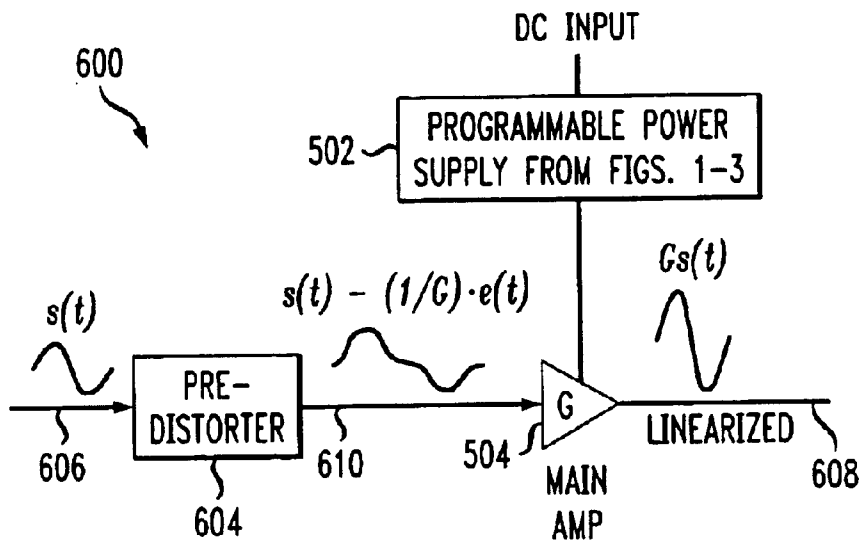 DC INPUT
600
502
PROGRAMMABLE POWER
SUPPLY FROM FIGS. 1-3
s(t)
s(t) - (1/G)·e(t)
Gs(t)
PRE-
DISTORTER
G
LINEARIZED
606
604
610
504
MAIN
AMP
608